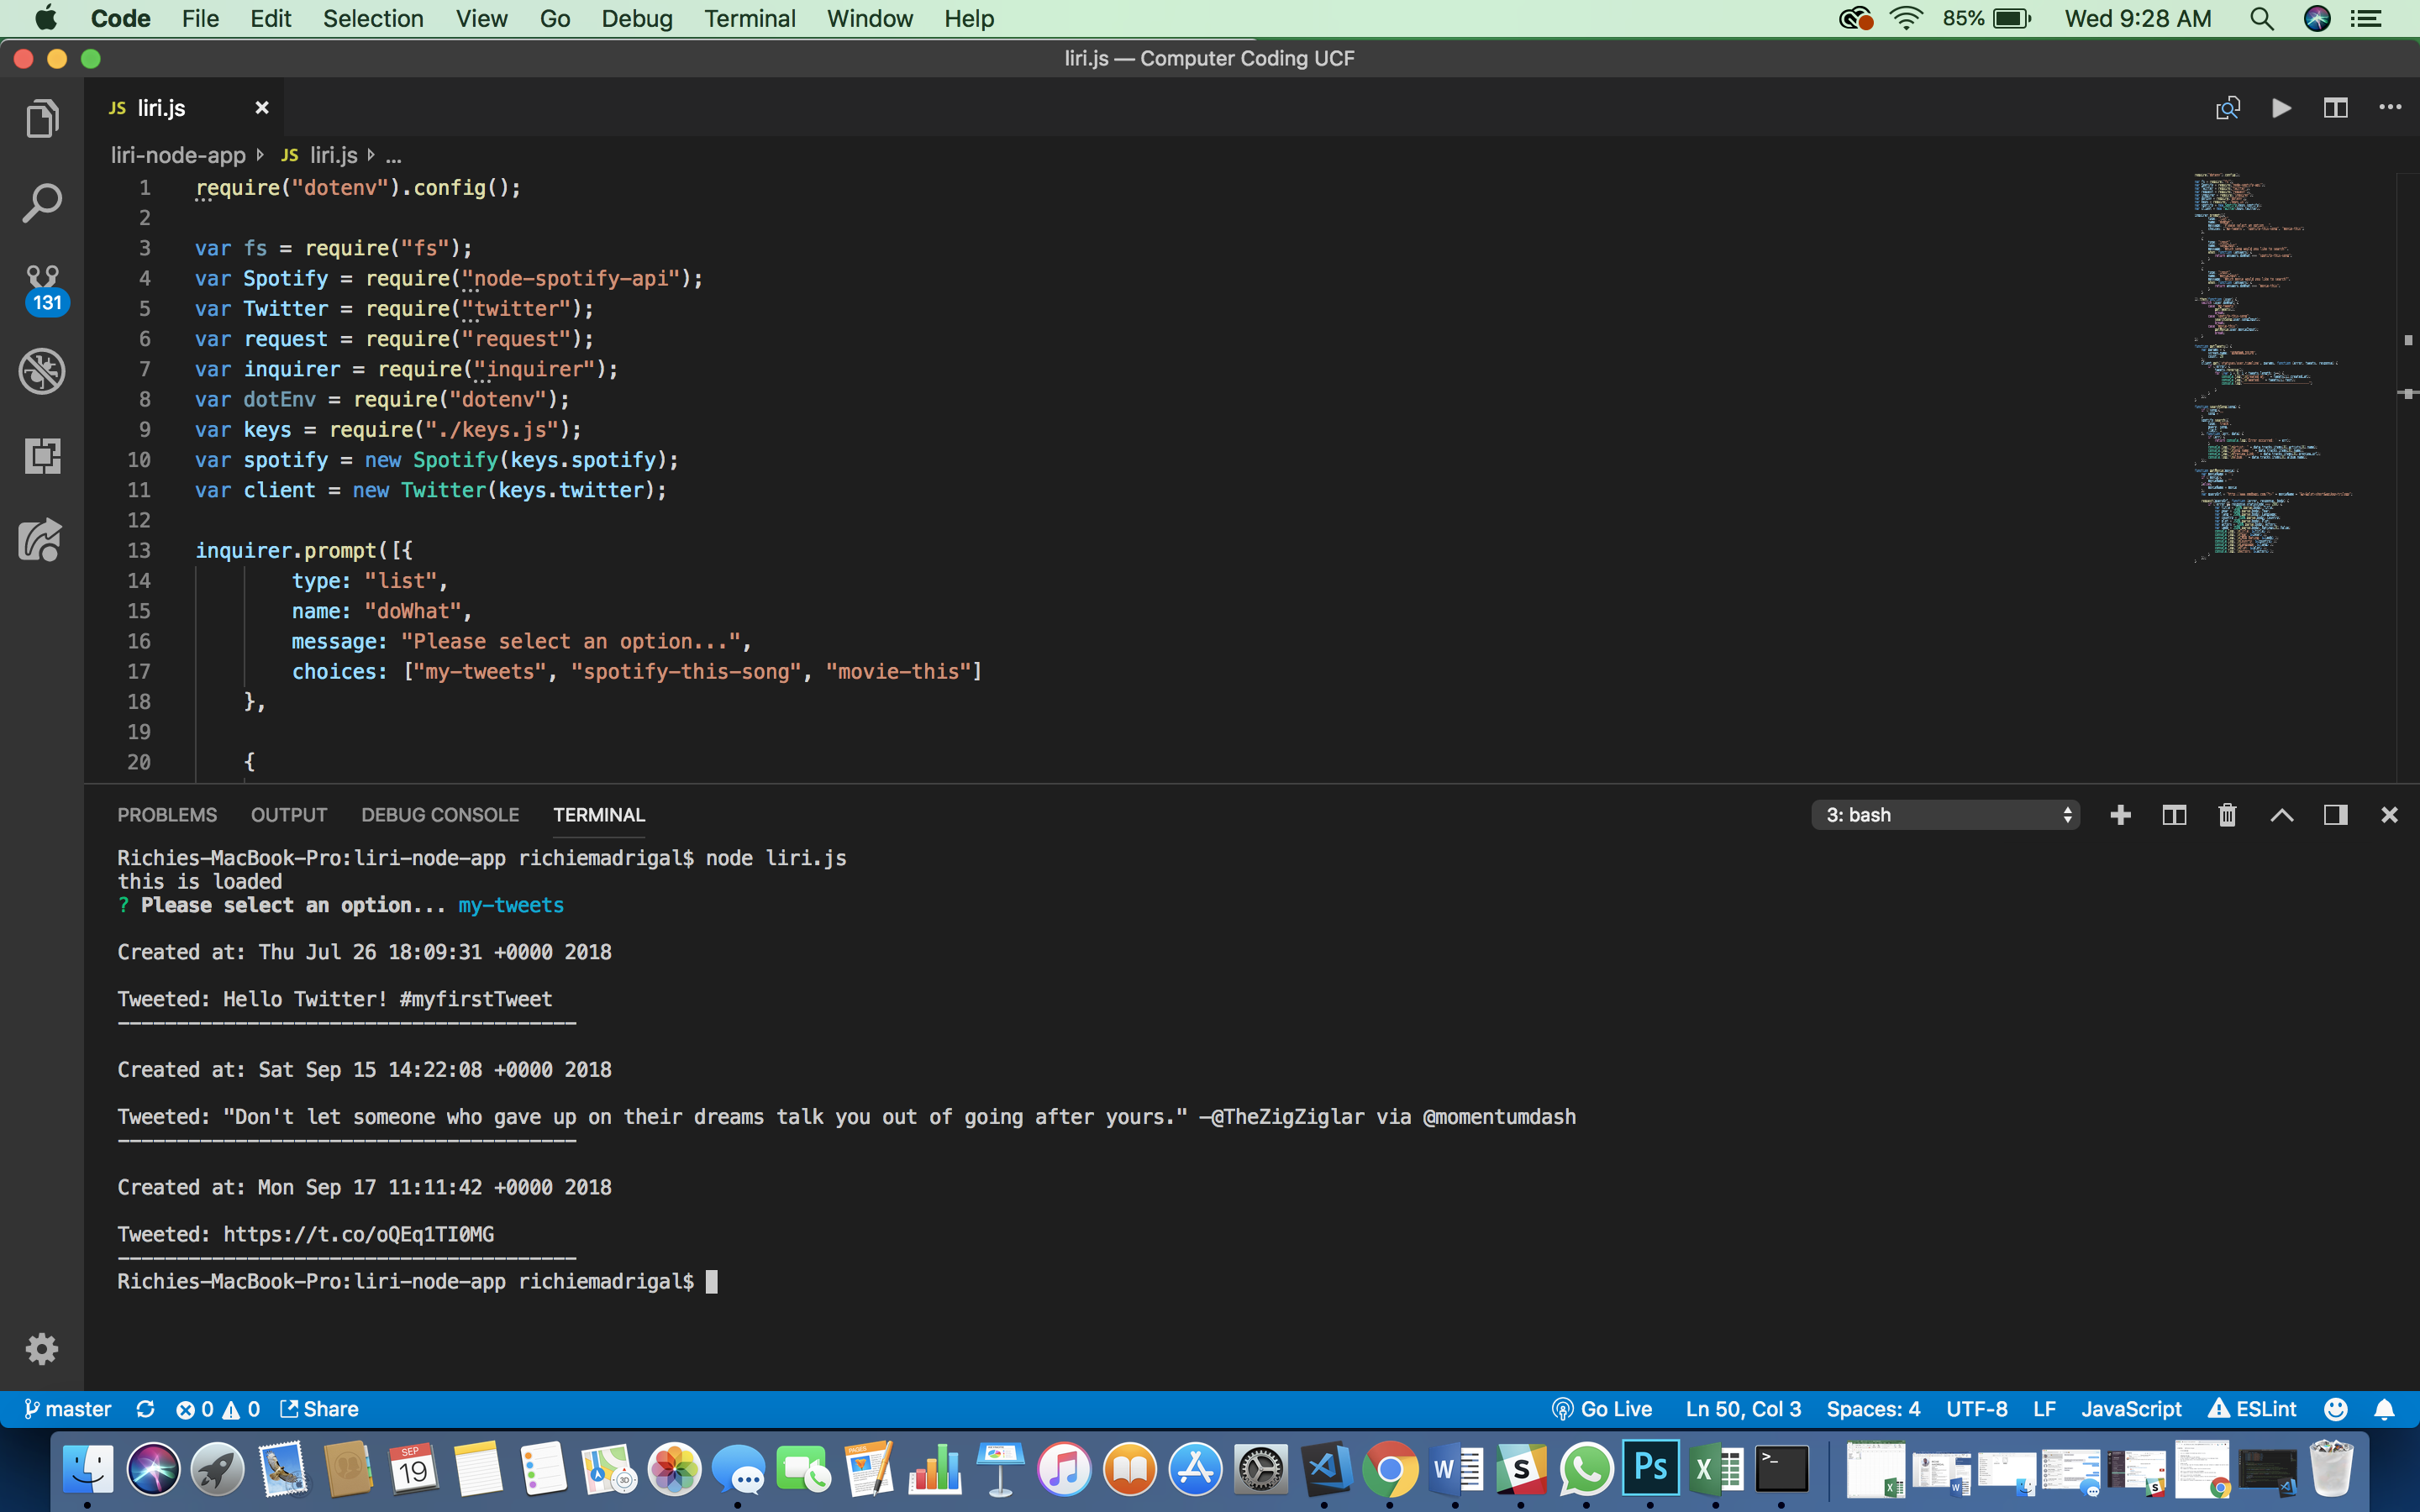 Code File Edit Selection View Go Debug Terminal Window Help 85% Wed 9:28 AM
liri.js — Computer Coding UCF
JS liri.js ×
liri-node-app JS liri.js ...
1 require("dotenv").config();
2
3 var fs = require("fs");
4 var Spotify = require("node-spotify-api");
5 var Twitter = require("twitter");
6 var request = require("request");
7 var inquirer = require("inquirer");
8 var dotEnv = require("dotenv");
9 var keys = require("./keys.js");
10 var spotify = new Spotify(keys.spotify);
11 var client = new Twitter(keys.twitter);
12
13 inquirer.prompt([{
14 type: "list",
15 name: "doWhat",
16 message: "Please select an option...",
17 choices: ["my-tweets", "spotify-this-song", "movie-this"]
18 },
19
20 {
131
PROBLEMS OUTPUT DEBUG CONSOLE TERMINAL 3: bash
Richies-MacBook-Pro:liri-node-app richiemadrigal$ node liri.js
this is loaded
? Please select an option... my-tweets
Created at: Thu Jul 26 18:09:31 +0000 2018
Tweeted: Hello Twitter! #myfirstTweet
---------------------------------------
Created at: Sat Sep 15 14:22:08 +0000 2018
Tweeted: "Don't let someone who gave up on their dreams talk you out of going after yours." —@TheZigZiglar via @momentumdash
---------------------------------------
Created at: Mon Sep 17 11:11:42 +0000 2018
Tweeted: https://t.co/oQEq1TI0MG
---------------------------------------
Richies-MacBook-Pro:liri-node-app richiemadrigal$
master 0 0 Share Go Live Ln 50, Col 3 Spaces: 4 UTF-8 LF JavaScript ESLint
SEP
19
PAGES
3D
W
S
Ps
X
>_